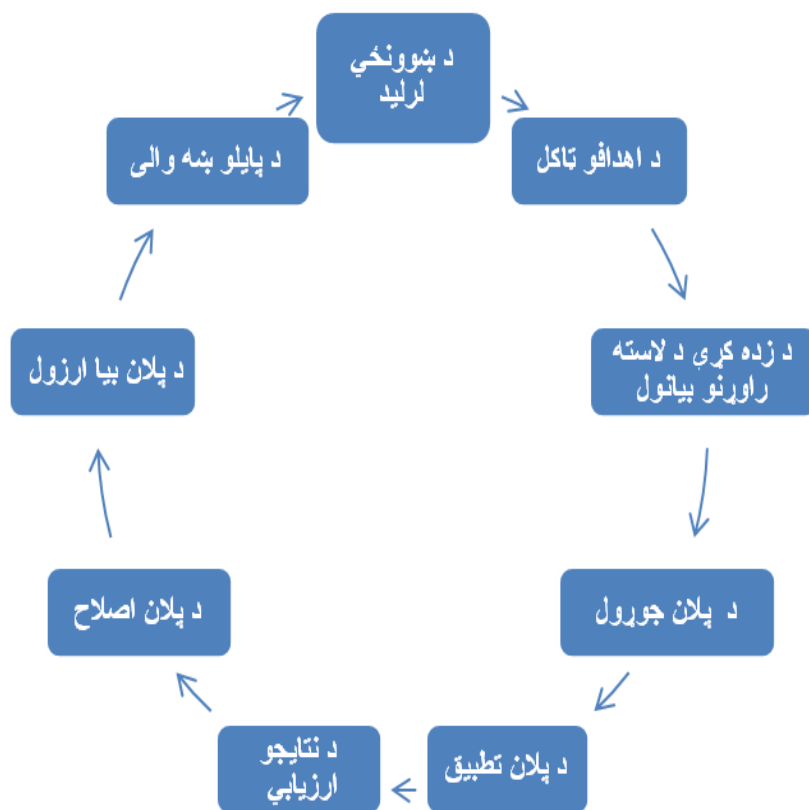 د ښوونځي
لرلید
د اهدافو ټاکل
د زده کړې د لاسته
راوړنو بیانول
د پلان جوړول
د پلان تطبیق
د نتایجو
ارزیابي
د پلان اصلاح
د پلان بیا ارزول
د پایلو ښه والی